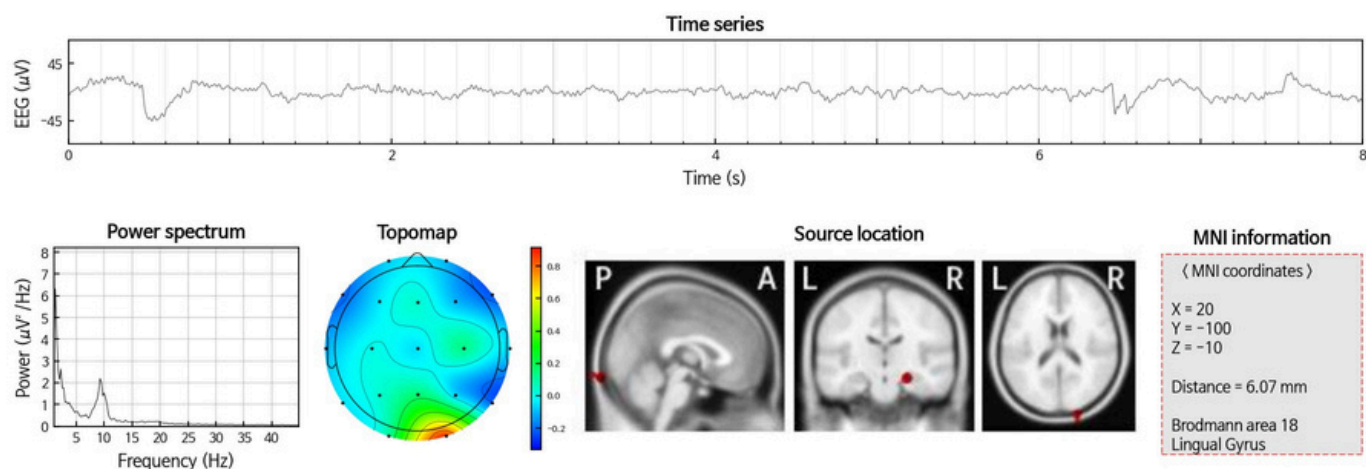 Time series
EEG (µV)
45
−45
0
2
4
6
8
Time (s)
Power spectrum
Power (µV²/Hz)
8
7
6
5
4
3
2
1
0
5 10 15 20 25 30 35 40
Frequency (Hz)
Topomap
0.8
0.6
0.4
0.2
0.0
−0.2
Source location
P A
L R
L R
MNI information
⟨ MNI coordinates ⟩
X = 20
Y = −100
Z = −10
Distance = 6.07 mm
Brodmann area 18
Lingual Gyrus